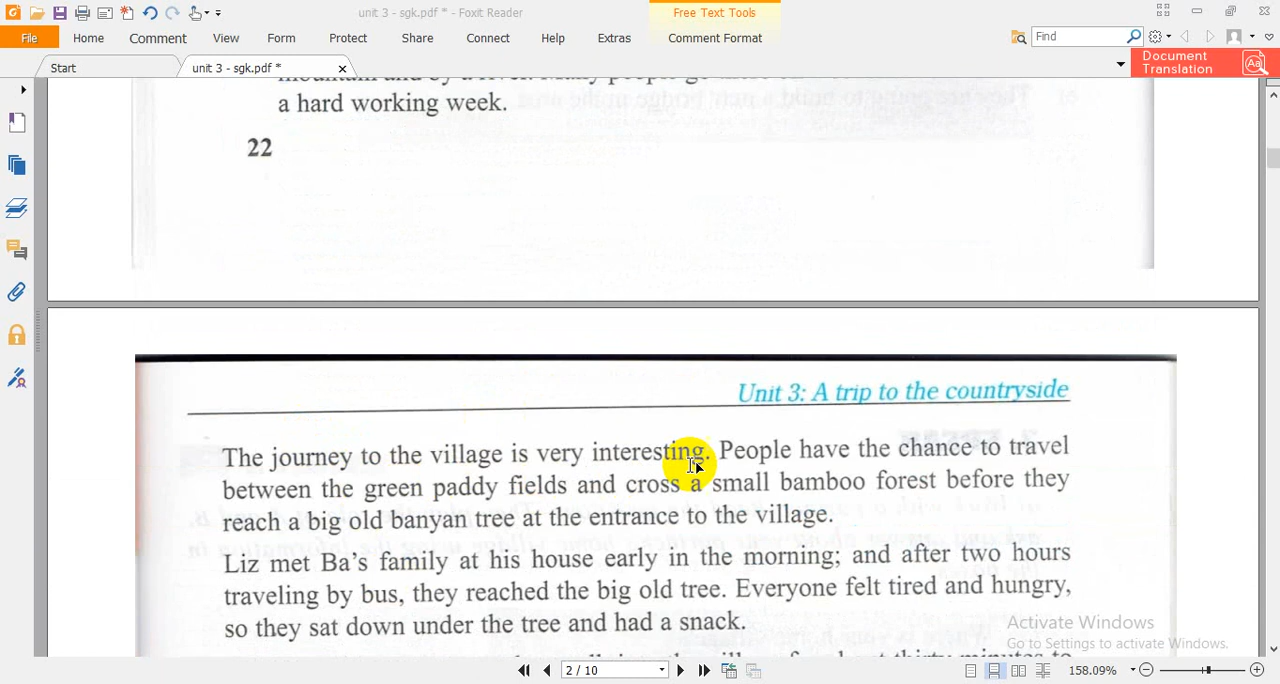 unit 3 - sgk.pdf * - Foxit Reader
Free Text Tools
File Home Comment View Form Protect Share Connect Help Extras Comment Format
Find
Start
unit 3 - sgk.pdf *
Document
Translation
a hard working week.
22
Unit 3: A trip to the countryside
The journey to the village is very interesting. People have the chance to travel
between the green paddy fields and cross a small bamboo forest before they
reach a big old banyan tree at the entrance to the village.
Liz met Ba's family at his house early in the morning; and after two hours
traveling by bus, they reached the big old tree. Everyone felt tired and hungry,
so they sat down under the tree and had a snack.
Activate Windows
Go to Settings to activate Windows.
2 / 10
158.09%